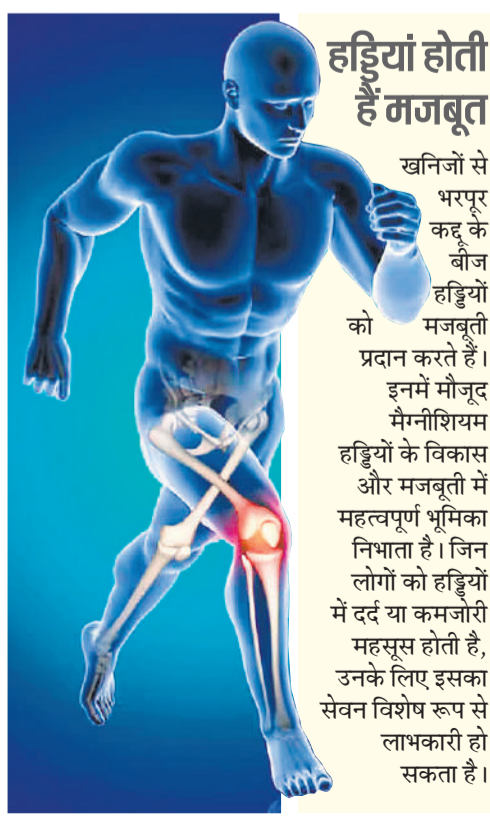 हड्डियां होती
हैं मजबूत
खनिजों से
भरपूर
कद्दू के
बीज
हड्डियों
को मजबूती
प्रदान करते हैं।
इनमें मौजूद
मैग्नीशियम
हड्डियों के विकास
और मजबूती में
महत्वपूर्ण भूमिका
निभाता है। जिन
लोगों को हड्डियों
में दर्द या कमजोरी
महसूस होती है,
उनके लिए इसका
सेवन विशेष रूप से
लाभकारी हो
सकता है।